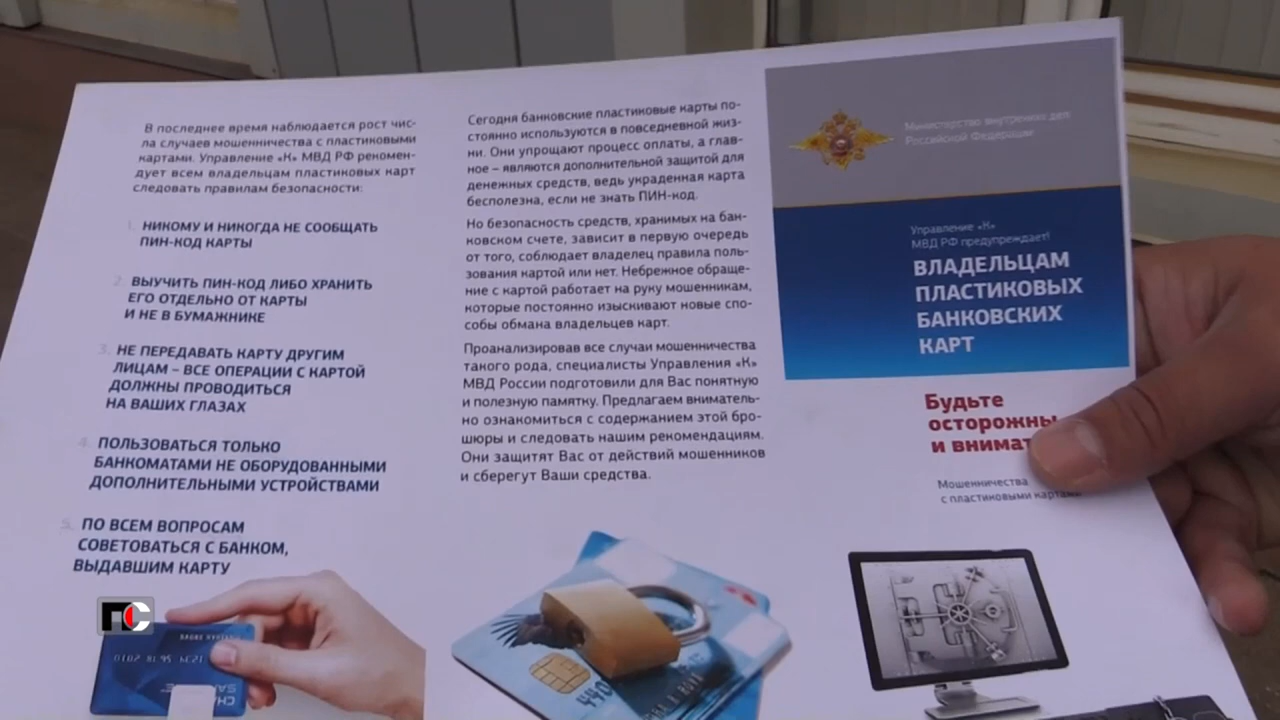 В последнее время наблюдается рост чис-
ла случаев мошенничества с пластиковыми
картами. Управление «К» МВД РФ рекомен-
дует всем владельцам пластиковых карт
следовать правилам безопасности:
1. НИКОМУ И НИКОГДА НЕ СООБЩАТЬ
ПИН-КОД КАРТЫ
2. ВЫУЧИТЬ ПИН-КОД ЛИБО ХРАНИТЬ
ЕГО ОТДЕЛЬНО ОТ КАРТЫ
И НЕ В БУМАЖНИКЕ
3. НЕ ПЕРЕДАВАТЬ КАРТУ ДРУГИМ
ЛИЦАМ – ВСЕ ОПЕРАЦИИ С КАРТОЙ
ДОЛЖНЫ ПРОВОДИТЬСЯ
НА ВАШИХ ГЛАЗАХ
4. ПОЛЬЗОВАТЬСЯ ТОЛЬКО
БАНКОМАТАМИ НЕ ОБОРУДОВАННЫМИ
ДОПОЛНИТЕЛЬНЫМИ УСТРОЙСТВАМИ
5. ПО ВСЕМ ВОПРОСАМ
СОВЕТОВАТЬСЯ С БАНКОМ,
ВЫДАВШИМ КАРТУ
ПС
Сегодня банковские пластиковые карты по-
стоянно используются в повседневной жиз-
ни. Они упрощают процесс оплаты, а глав-
ное – являются дополнительной защитой для
денежных средств, ведь украденная карта
бесполезна, если не знать ПИН-код.
Но безопасность средств, хранимых на бан-
ковском счете, зависит в первую очередь
от того, соблюдает владелец правила поль-
зования картой или нет. Небрежное обраще-
ние с картой работает на руку мошенникам,
которые постоянно изыскивают новые спо-
собы обмана владельцев карт.
Проанализировав все случаи мошенничества
такого рода, специалисты Управления «К»
МВД России подготовили для Вас понятную
и полезную памятку. Предлагаем вниматель-
но ознакомиться с содержанием этой бро-
шюры и следовать нашим рекомендациям.
Они защитят Вас от действий мошенников
и сберегут Ваши средства.
Министерство внутренних дел
Российской Федерации
Управление «К»
МВД РФ предупреждает!
ВЛАДЕЛЬЦАМ
ПЛАСТИКОВЫХ
БАНКОВСКИХ
КАРТ
Будьте
осторожны
и внимат
Мошенничества
с пластиковыми картами